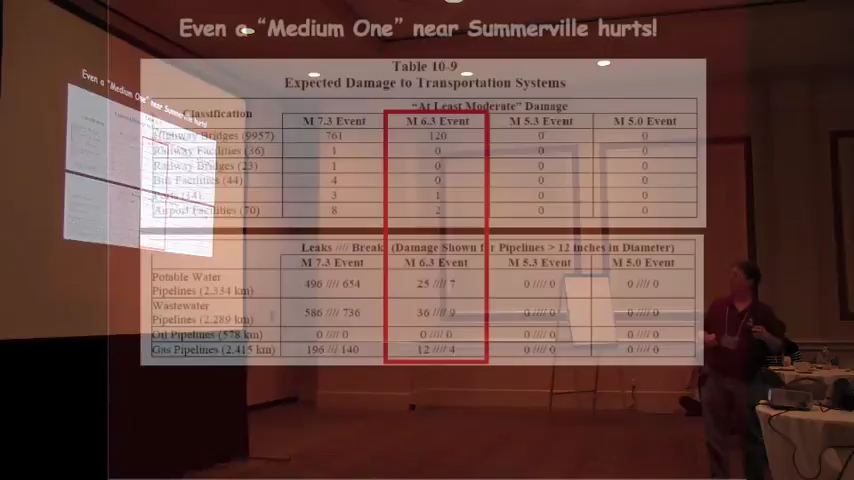 Even a “Medium One” near Summerville hurts!
Table 10-9
Expected Damage to Transportation Systems
Classification “At Least Moderate” Damage
M 7.3 Event M 6.3 Event M 5.3 Event M 5.0 Event
Highway Bridges (9957) 761 120 0 0
Railway Facilities (36) 1 0 0 0
Railway Bridges (23) 1 0 0 0
Bus Facilities (44) 4 0 0 0
Ports (14) 3 1 0 0
Airport Facilities (70) 8 2 0 0
Leaks //// Break (Damage Shown for Pipelines > 12 inches in Diameter)
M 7.3 Event M 6.3 Event M 5.3 Event M 5.0 Event
Potable Water
Pipelines (2,334 km) 496 //// 654 25 //// 7 0 //// 0 0 //// 0
Wastewater
Pipelines (2,289 km) 586 //// 736 36 //// 9 0 //// 0 0 //// 0
Oil Pipelines (578 km) 0 //// 0 0 //// 0 0 //// 0 0 //// 0
Gas Pipelines (2,415 km) 196 /// 140 12 //// 4 0 //// 0 0 //// 0
Even a “Medium One” near Summerville hurts!